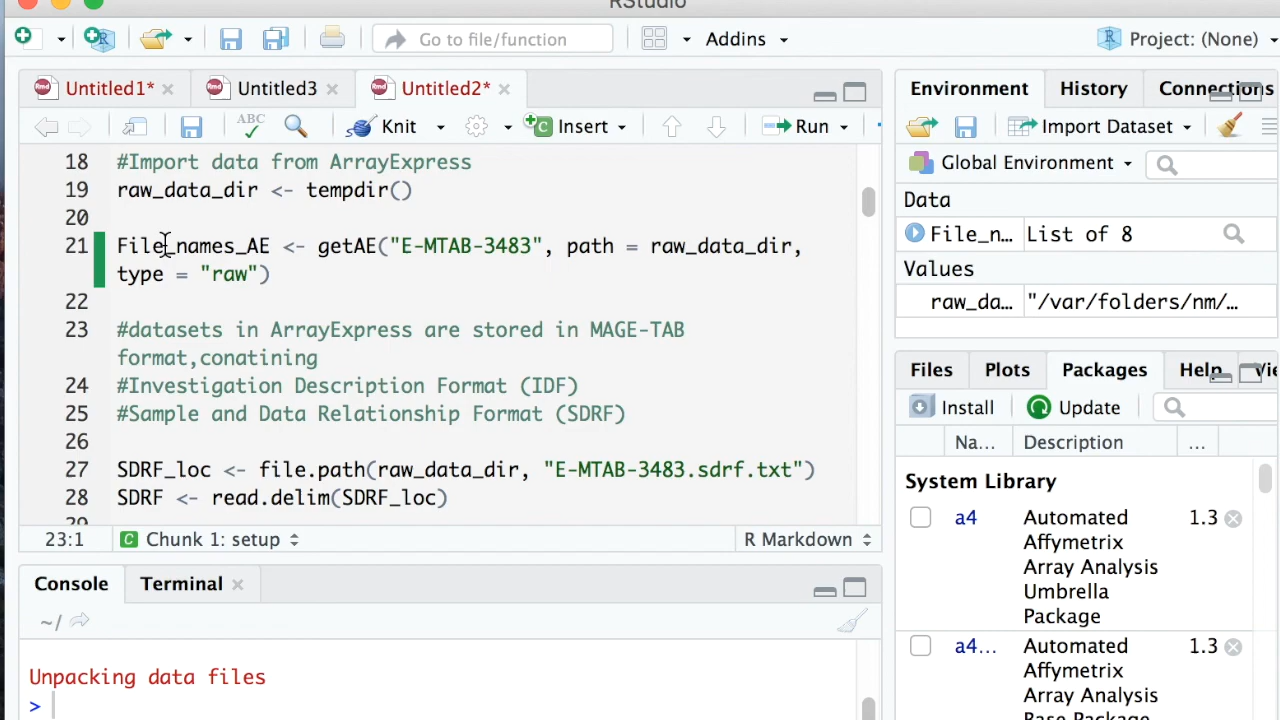 RStudio
Go to file/function
Addins
Project: (None)
Untitled1*
Untitled3
Untitled2*
ABC
Knit
Insert
Run
18 #Import data from ArrayExpress
19 raw_data_dir <- tempdir()
20
21 File_names_AE <- getAE("E-MTAB-3483", path = raw_data_dir,
type = "raw")
22
23 #datasets in ArrayExpress are stored in MAGE-TAB
format,conatining
24 #Investigation Description Format (IDF)
25 #Sample and Data Relationship Format (SDRF)
26
27 SDRF_loc <- file.path(raw_data_dir, "E-MTAB-3483.sdrf.txt")
28 SDRF <- read.delim(SDRF_loc)
29
23:1
Chunk 1: setup
R Markdown
Console
Terminal
~/
Unpacking data files
>
Environment
History
Connections
Import Dataset
Global Environment
Data
File_n… List of 8
Values
raw_da… "/var/folders/nm/…
Files
Plots
Packages
Help
Install
Update
Na…
Description
…
System Library
a4 Automated 1.3
Affymetrix
Array Analysis
Umbrella
Package
a4… Automated 1.3
Affymetrix
Array Analysis
Base Package